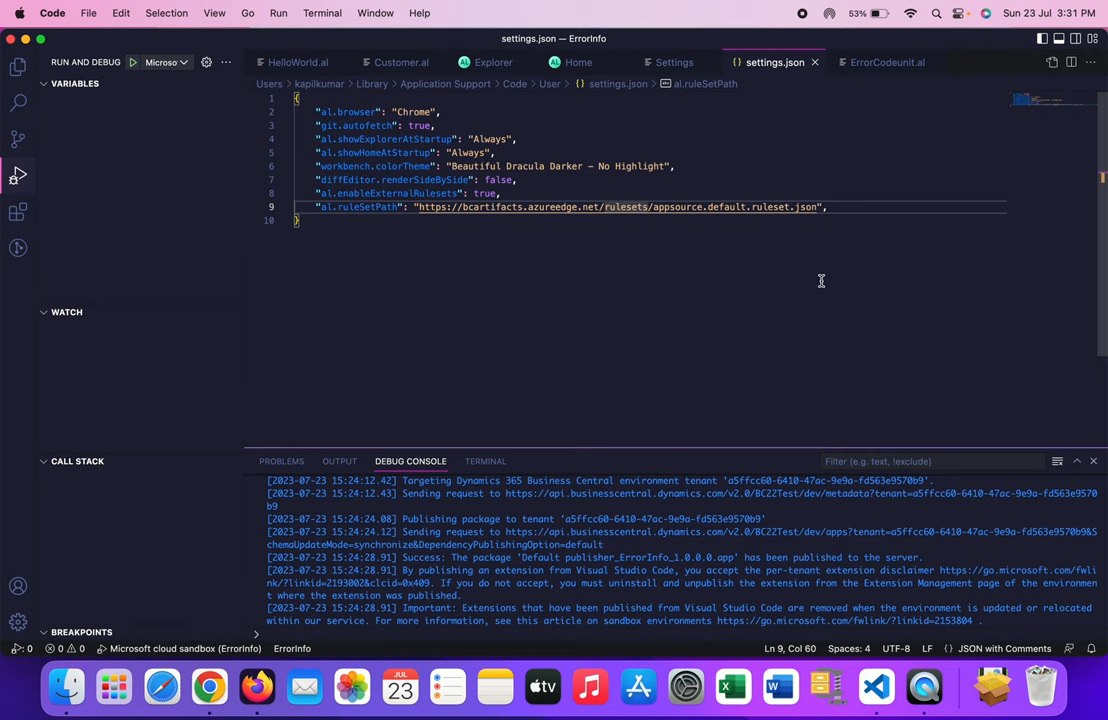 Code File Edit Selection View Go Run Terminal Window Help 53% Sun 23 Jul 3:31 PM
settings.json — ErrorInfo
RUN AND DEBUG Microso HelloWorld.al Customer.al Explorer Home Settings settings.json ErrorCodeunit.al
VARIABLES
Users > kapilkumar > Library > Application Support > Code > User > {} settings.json > al.ruleSetPath
1 {
2 "al.browser": "Chrome",
3 "git.autofetch": true,
4 "al.showExplorerAtStartup": "Always",
5 "al.showHomeAtStartup": "Always",
6 "workbench.colorTheme": "Beautiful Dracula Darker - No Highlight",
7 "diffEditor.renderSideBySide": false,
8 "al.enableExternalRulesets": true,
9 "al.ruleSetPath": "https://bcartifacts.azureedge.net/rulesets/appsource.default.ruleset.json",
10 }
WATCH
CALL STACK
BREAKPOINTS
PROBLEMS OUTPUT DEBUG CONSOLE TERMINAL Filter (e.g. text, !exclude)
[2023-07-23 15:24:12.42] Targeting Dynamics 365 Business Central environment tenant 'a5ffcc60-6410-47ac-9e9a-fd563e9570b9'.
[2023-07-23 15:24:12.43] Sending request to https://api.businesscentral.dynamics.com/v2.0/BC22Test/dev/metadata?tenant=a5ffcc60-6410-47ac-9e9a-fd563e9570
b9
[2023-07-23 15:24:24.08] Publishing package to tenant 'a5ffcc60-6410-47ac-9e9a-fd563e9570b9'
[2023-07-23 15:24:24.12] Sending request to https://api.businesscentral.dynamics.com/v2.0/BC22Test/dev/apps?tenant=a5ffcc60-6410-47ac-9e9a-fd563e9570b9&S
chemaUpdateMode=synchronize&DependencyPublishingOption=default
[2023-07-23 15:24:28.91] Success: The package 'Default publisher_ErrorInfo_1.0.0.0.app' has been published to the server.
[2023-07-23 15:24:28.91] By publishing an extension from Visual Studio Code, you accept the per-tenant extension disclaimer https://go.microsoft.com/fwli
nk/?linkid=2193002&clcid=0x409. If you do not accept, you must uninstall and unpublish the extension from the Extension Management page of the environmen
t where the extension was published.
[2023-07-23 15:24:28.91] Important: Extensions that have been published from Visual Studio Code are removed when the environment is updated or relocated
within our service. For more information, see this article on sandbox environments https://go.microsoft.com/fwlink/?linkid=2153804 .
0 0 0 Microsoft cloud sandbox (ErrorInfo) ErrorInfo Ln 9, Col 60 Spaces: 4 UTF-8 LF {} JSON with Comments
JUL
23
tv